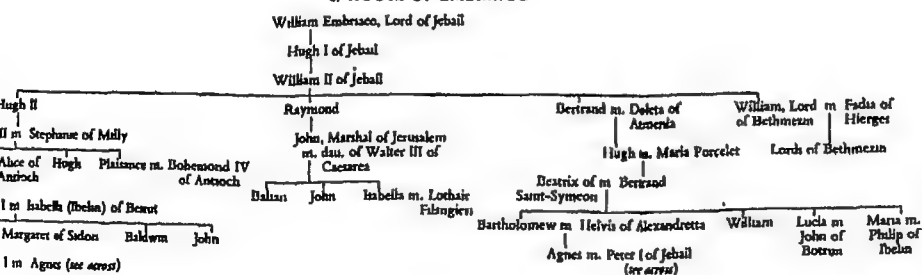 William Embriaco, Lord of Jebail
Hugh I of Jebail
William II of Jebail
Hugh II Raymond Bertrand m. Doleta of Armenia William, Lord of Bethmezun m Fadia of Hierges
II m Stephanie of Milly John, Marshal of Jerusalem m. dau. of Walter III of Caesarea Hugh m. Maria Porcelet Lords of Bethmezun
Alice of Antioch Hugh Plaisance m. Bohemond IV of Antioch
Balian John Isabella m. Lothair Filangieri Beatrix of Saint-Symeon m Bertrand
I m Isabella (Ibelin) of Beirut
Margaret of Sidon Baldwin John Bartholomew m Helvis of Alexandretta William Lucia m John of Botrun Maria m. Philip of Ibelin
I m Agnes (see across) Agnes m. Peter I of Jebail (see across)